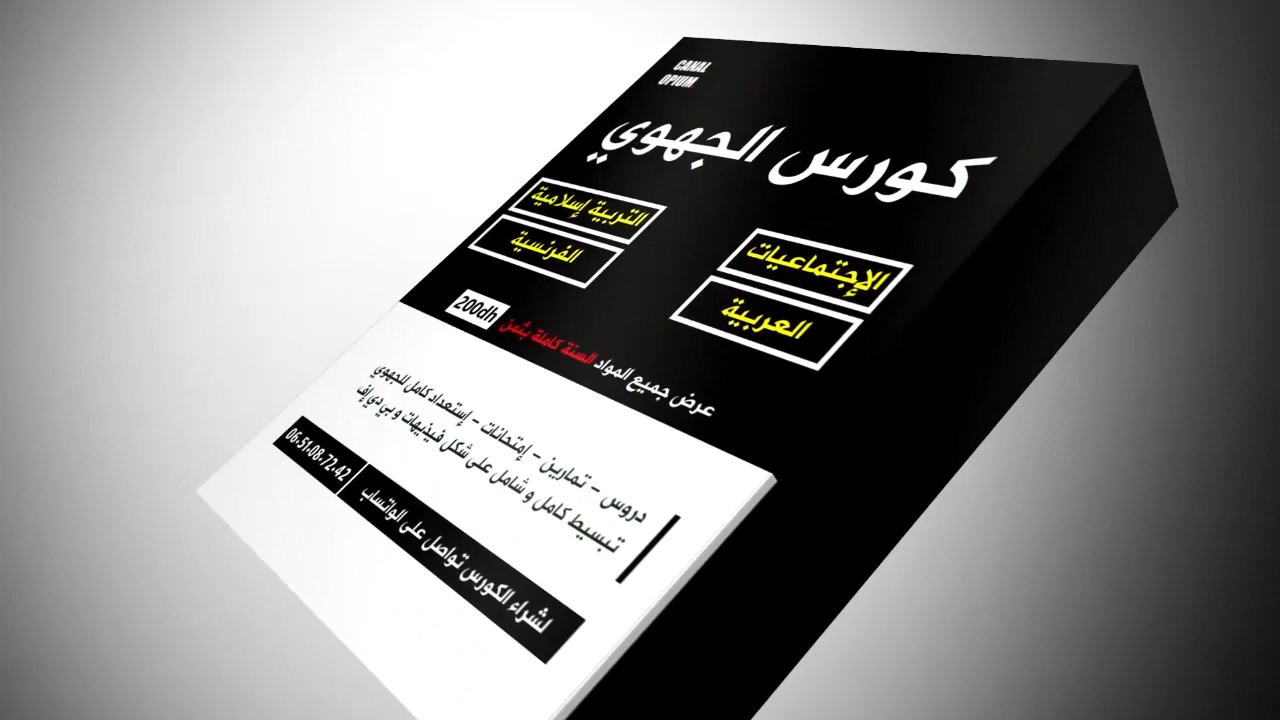 CANAL
OPIUM
كورس الجهوي
الإجتماعيات
العربية
التربية إسلامية
الفرنسية
عرض جميع المواد السنة كاملة بثمن 200dh
دروس - تمارين - إمتحانات - إستعداد كامل للجهوي
تبسيط كامل و شامل على شكل فيديهات و بي دي إف
لشراء الكورس تواصل على الواتساب 06.51.08.72.42